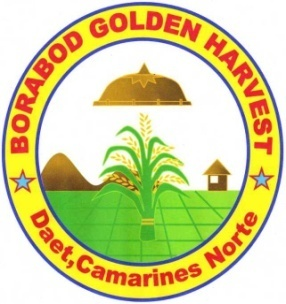 BORABOD GOLDEN HARVEST
Daet, Camarines Norte